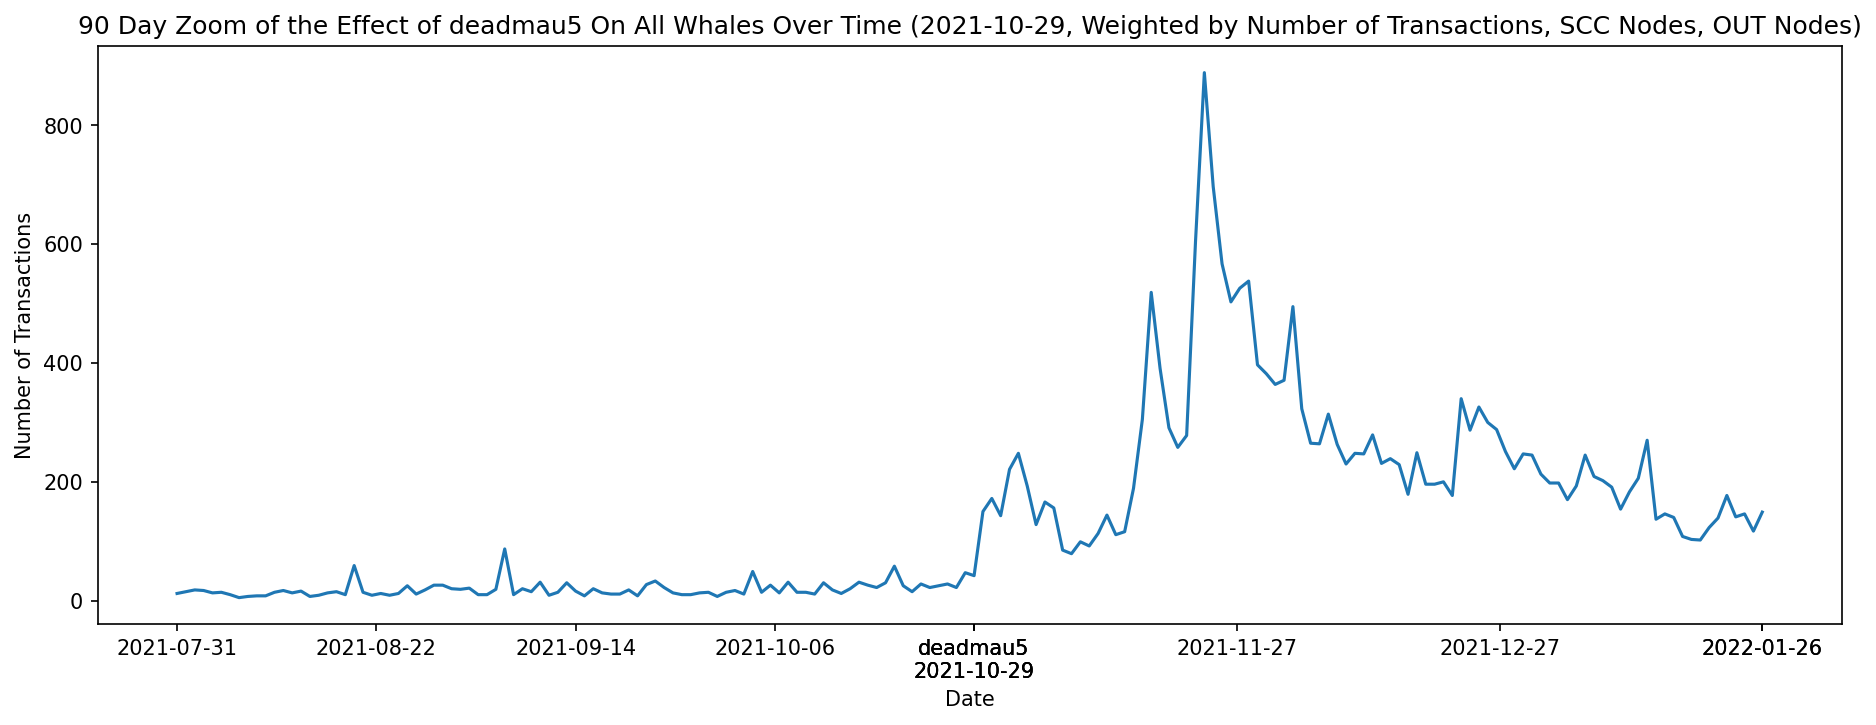 90 Day Zoom of the Effect of deadmau5 On All Whales Over Time (2021-10-29, Weighted by Number of Transactions, SCC Nodes, OUT Nodes)
Number of Transactions
800
600
400
200
0
2021-07-31 2021-08-22 2021-09-14 2021-10-06 deadmau5 2021-11-27 2021-12-27 2022-01-26
2021-10-29
Date